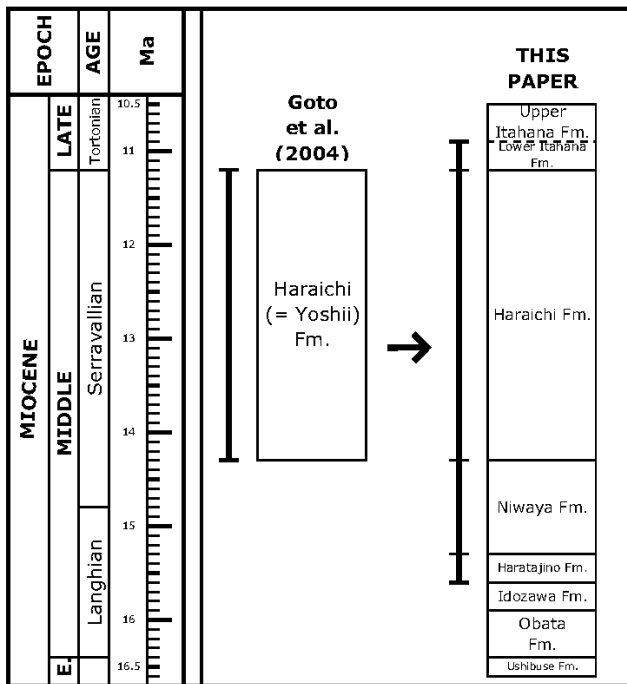 EPOCH
AGE
Ma
MIOCENE
LATE
MIDDLE
E.
Tortonian
Serravallian
Langhian
10.5
11
12
13
14
15
16
16.5
Goto
et al.
(2004)
Haraichi
(= Yoshii)
Fm.
THIS
PAPER
Upper
Itahana Fm.
Lower Itahana
Fm.
Haraichi Fm.
Niwaya Fm.
Haratajino Fm.
Idozawa Fm.
Obata
Fm.
Ushibuse Fm.